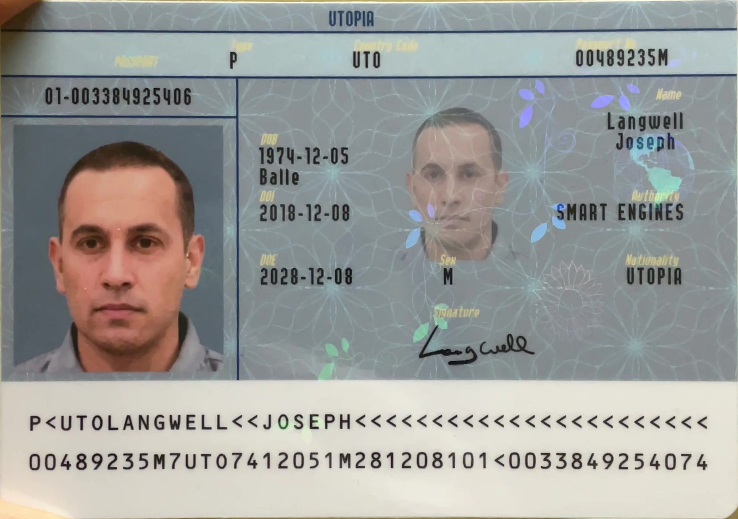 UTOPIA
PASSPORT
Type
P
Country Code
UTO
Passport No
00489235M
01-003384925406
Name
Langwell
Joseph
DOB
1974-12-05
Balle
Authority
SMART ENGINES
DOI
2018-12-08
DOE
2028-12-08
Sex
M
Nationality
UTOPIA
Signature
Langwell
P<UTOLANGWELL<<JOSEPH<<<<<<<<<<<<<<<<<<<<<<<
00489235M7UTO7412051M281208101<0033849254074